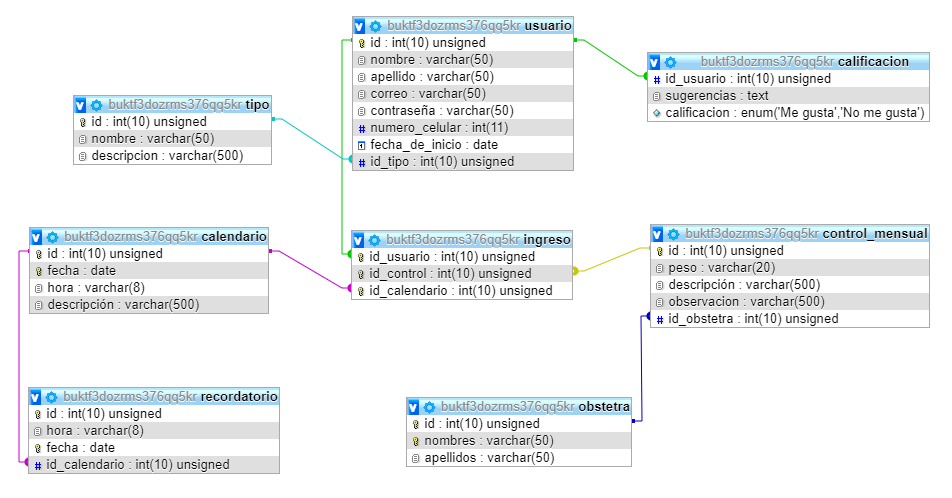 buktf3dozrms376qq5kr usuario
id : int(10) unsigned
nombre : varchar(50)
apellido : varchar(50)
correo : varchar(50)
contraseña : varchar(50)
numero_celular : int(11)
fecha_de_inicio : date
id_tipo : int(10) unsigned
buktf3dozrms376qq5kr calificacion
id_usuario : int(10) unsigned
sugerencias : text
calificacion : enum('Me gusta','No me gusta')
buktf3dozrms376qq5kr tipo
id : int(10) unsigned
nombre : varchar(50)
descripcion : varchar(500)
buktf3dozrms376qq5kr calendario
id : int(10) unsigned
fecha : date
hora : varchar(8)
descripción : varchar(500)
buktf3dozrms376qq5kr ingreso
id_usuario : int(10) unsigned
id_control : int(10) unsigned
id_calendario : int(10) unsigned
buktf3dozrms376qq5kr control_mensual
id : int(10) unsigned
peso : varchar(20)
descripción : varchar(500)
observacion : varchar(500)
id_obstetra : int(10) unsigned
buktf3dozrms376qq5kr recordatorio
id : int(10) unsigned
hora : varchar(8)
fecha : date
id_calendario : int(10) unsigned
buktf3dozrms376qq5kr obstetra
id : int(10) unsigned
nombres : varchar(50)
apellidos : varchar(50)